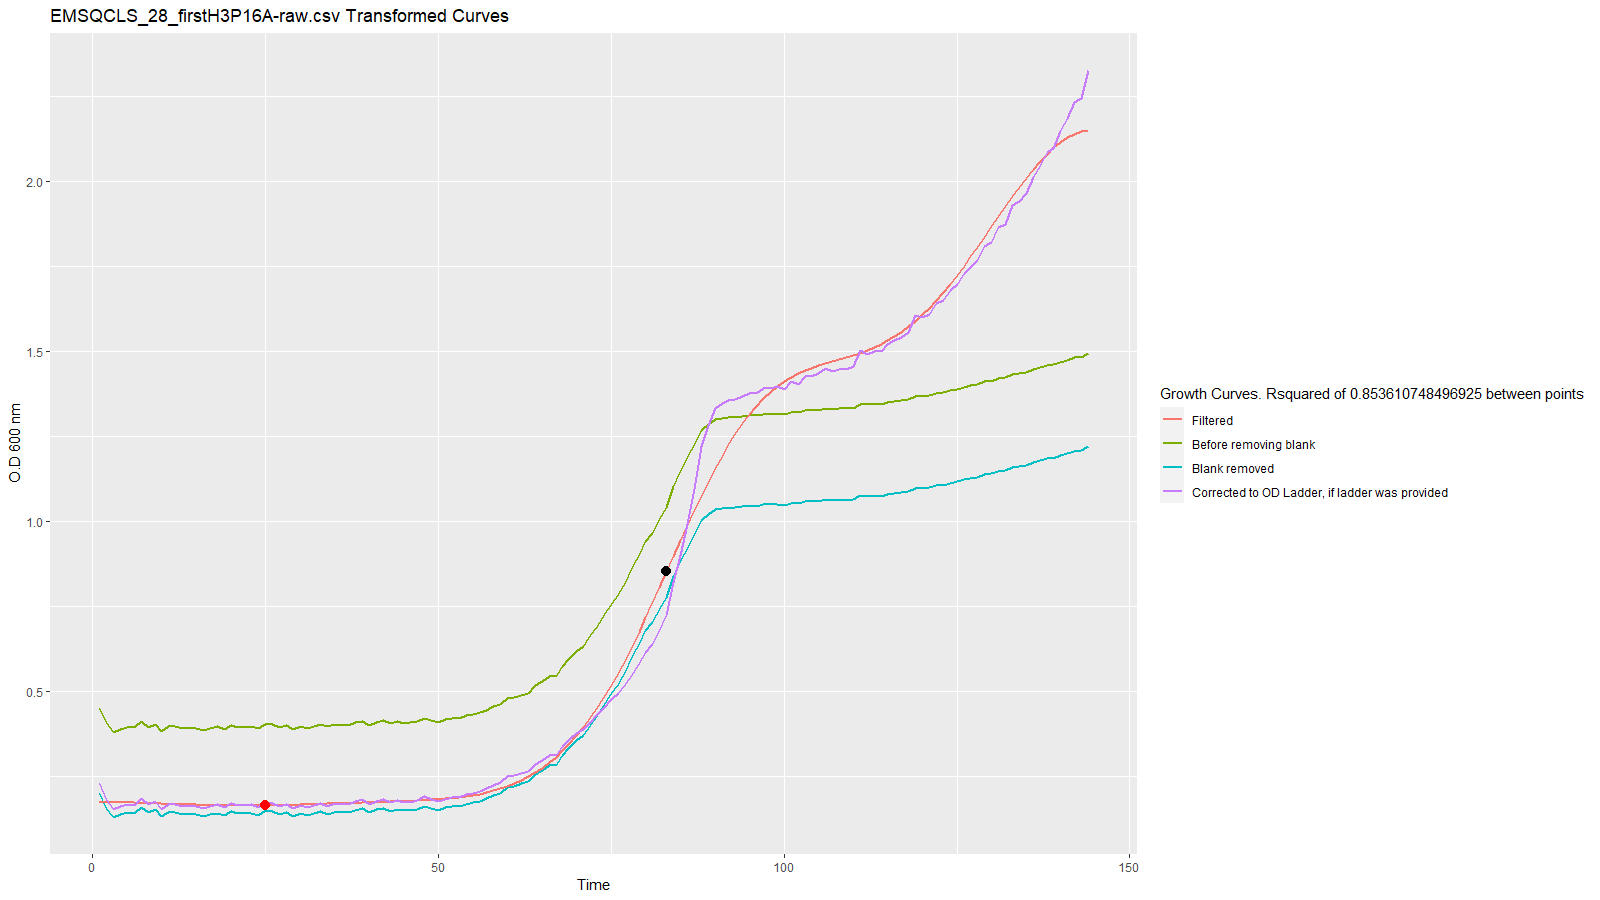 EMSQCLS_28_firstH3P16A-raw.csv Transformed Curves
O.D 600 nm
2.0
1.5
1.0
0.5
0
50
100
150
Time
Growth Curves. Rsquared of 0.853610748496925 between points
Filtered
Before removing blank
Blank removed
Corrected to OD Ladder, if ladder was provided